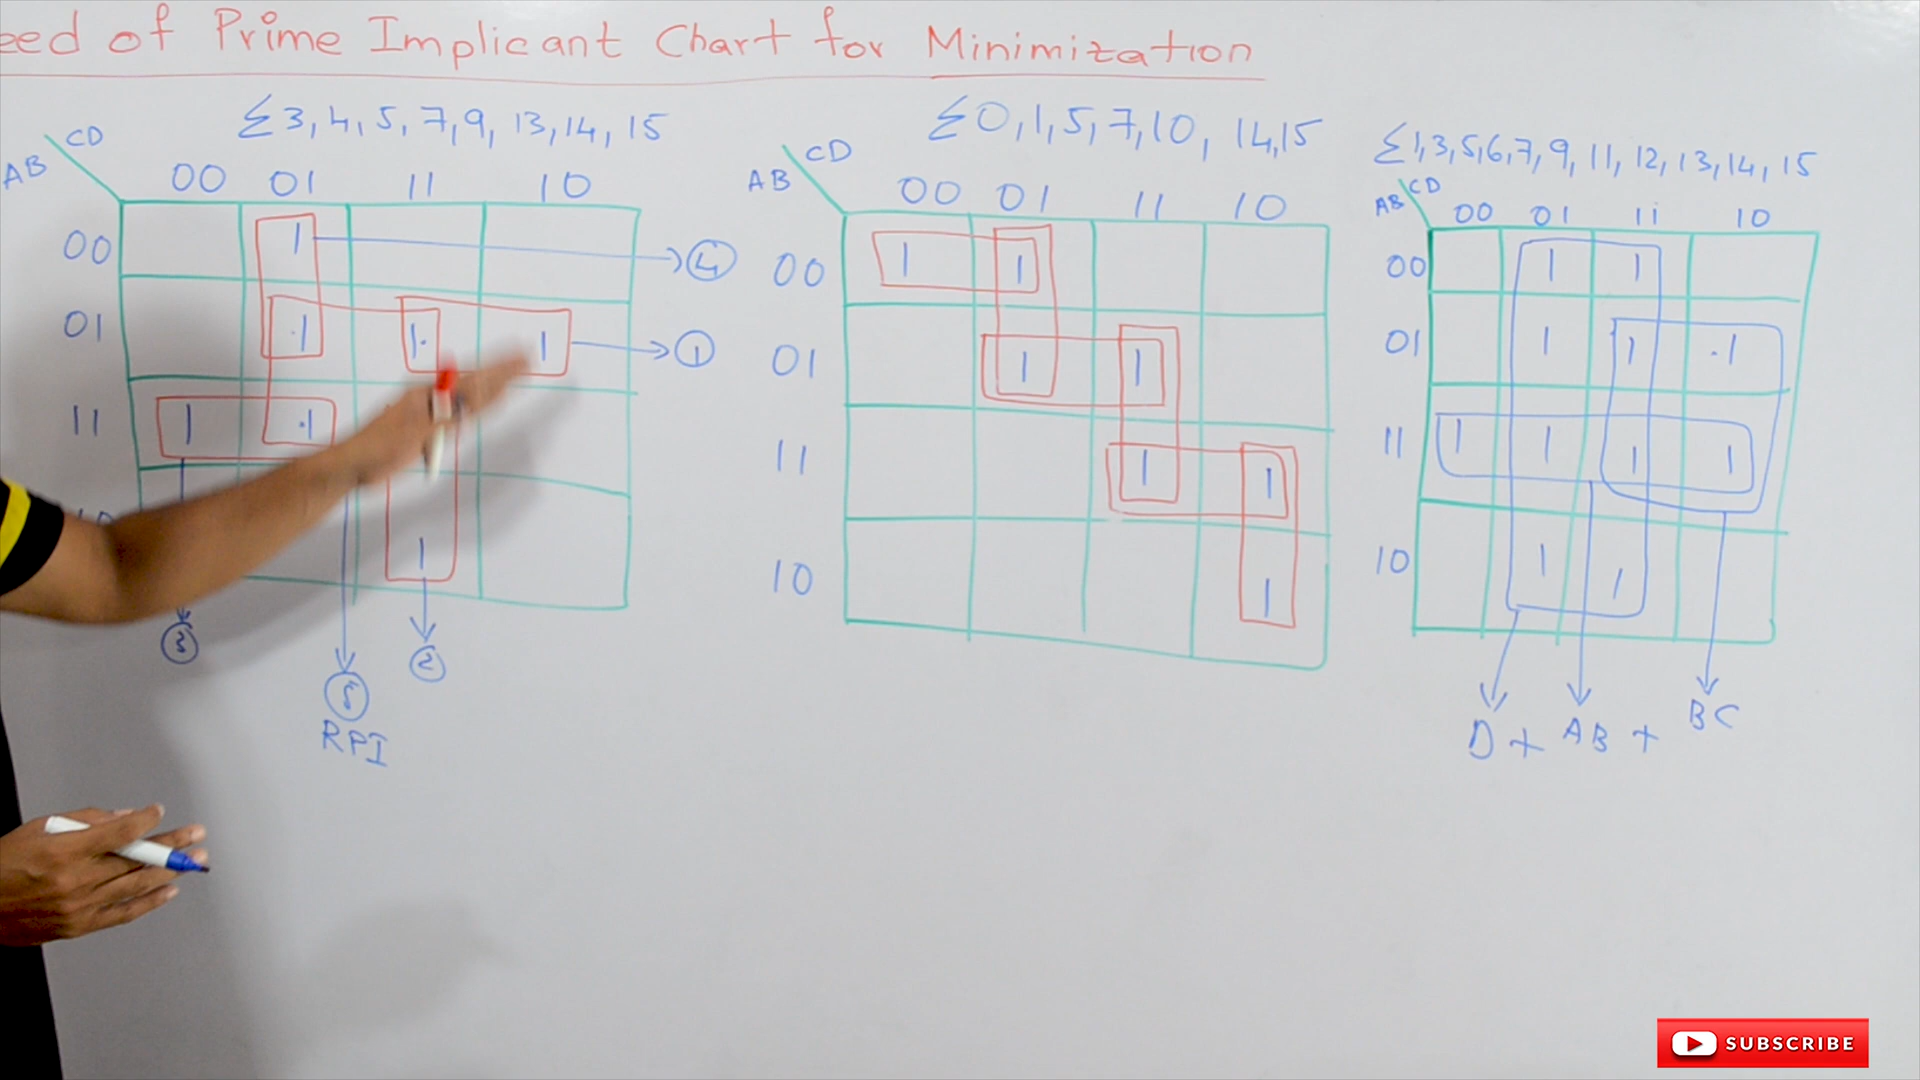 eed of Prime Implicant Chart for Minimization
Σ3, 4, 5, 7, 9, 13, 14, 15
CD
AB
00 01 11 10
00 1 → 4
01 1 1 1 → 1
11 1 1
1
3
2
5
RPI
Σ0, 1, 5, 7, 10, 14, 15
CD
AB
00 01 11 10
00 1 1
01 1 1
11 1 1
10 1
Σ1, 3, 5, 6, 7, 9, 11, 12, 13, 14, 15
CD
AB
00 01 11 10
00 1 1
01 1 1 1
11 1 1 1 1
10 1 1
D + AB + BC
SUBSCRIBE